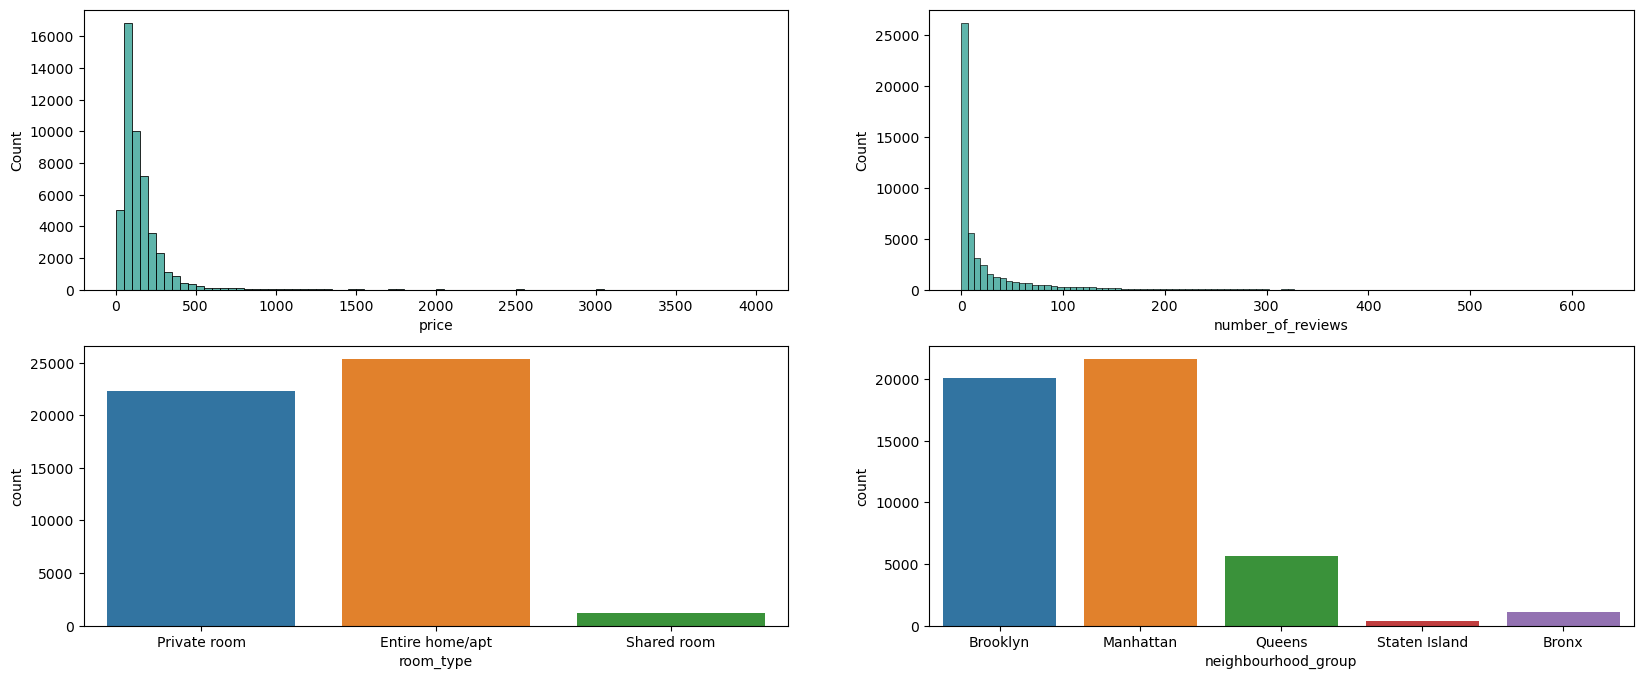 16000
14000
12000
10000
8000
6000
4000
2000
0
Count
0 500 1000 1500 2000 2500 3000 3500 4000
price
25000
20000
15000
10000
5000
0
Count
0 100 200 300 400 500 600
number_of_reviews
25000
20000
15000
10000
5000
0
count
Private room Entire home/apt Shared room
room_type
20000
15000
10000
5000
0
count
Brooklyn Manhattan Queens Staten Island Bronx
neighbourhood_group